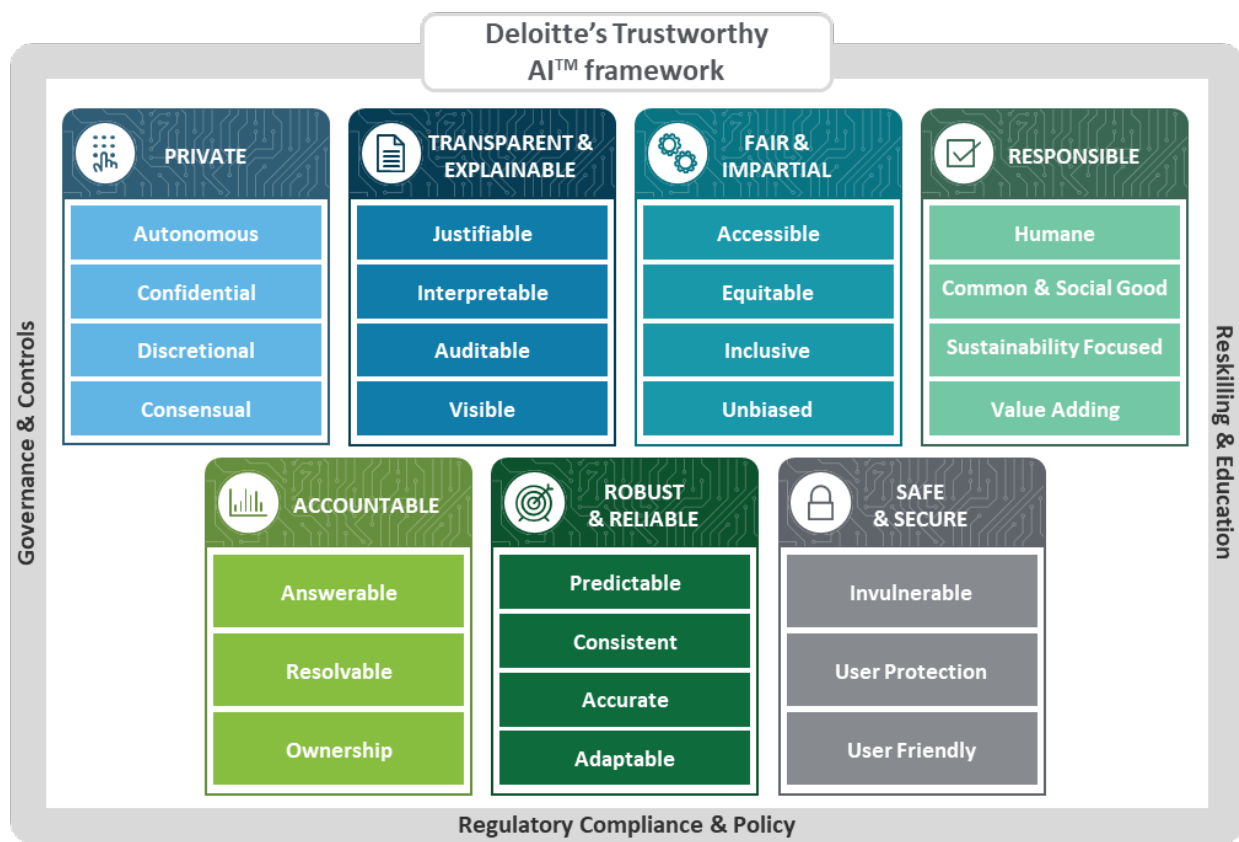 Deloitte's Trustworthy
AI™ framework
PRIVATE
Autonomous
Confidential
Discretional
Consensual
TRANSPARENT &
EXPLAINABLE
Justifiable
Interpretable
Auditable
Visible
FAIR &
IMPARTIAL
Accessible
Equitable
Inclusive
Unbiased
RESPONSIBLE
Humane
Common & Social Good
Sustainability Focused
Value Adding
ACCOUNTABLE
Answerable
Resolvable
Ownership
ROBUST
& RELIABLE
Predictable
Consistent
Accurate
Adaptable
SAFE
& SECURE
Invulnerable
User Protection
User Friendly
Governance & Controls
Reskilling & Education
Regulatory Compliance & Policy